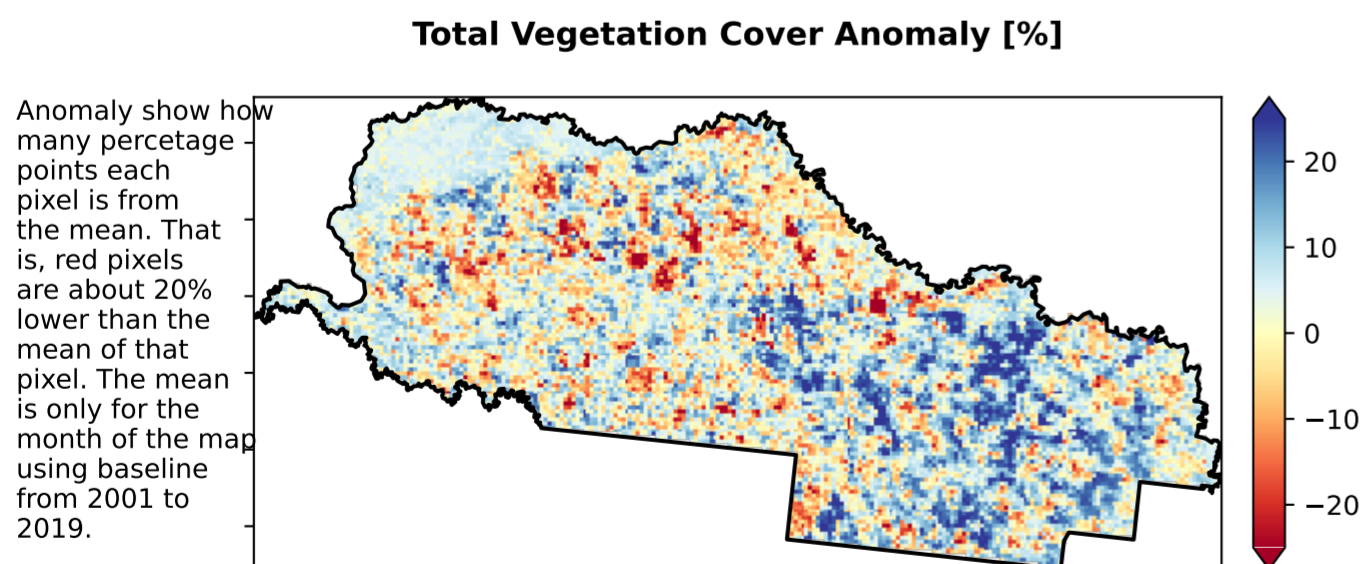 Total Vegetation Cover Anomaly [%]
Anomaly show how
many percetage
points each
pixel is from
the mean. That
is, red pixels
are about 20%
lower than the
mean of that
pixel. The mean
is only for the
month of the map
using baseline
from 2001 to
2019.
20
10
0
−10
−20